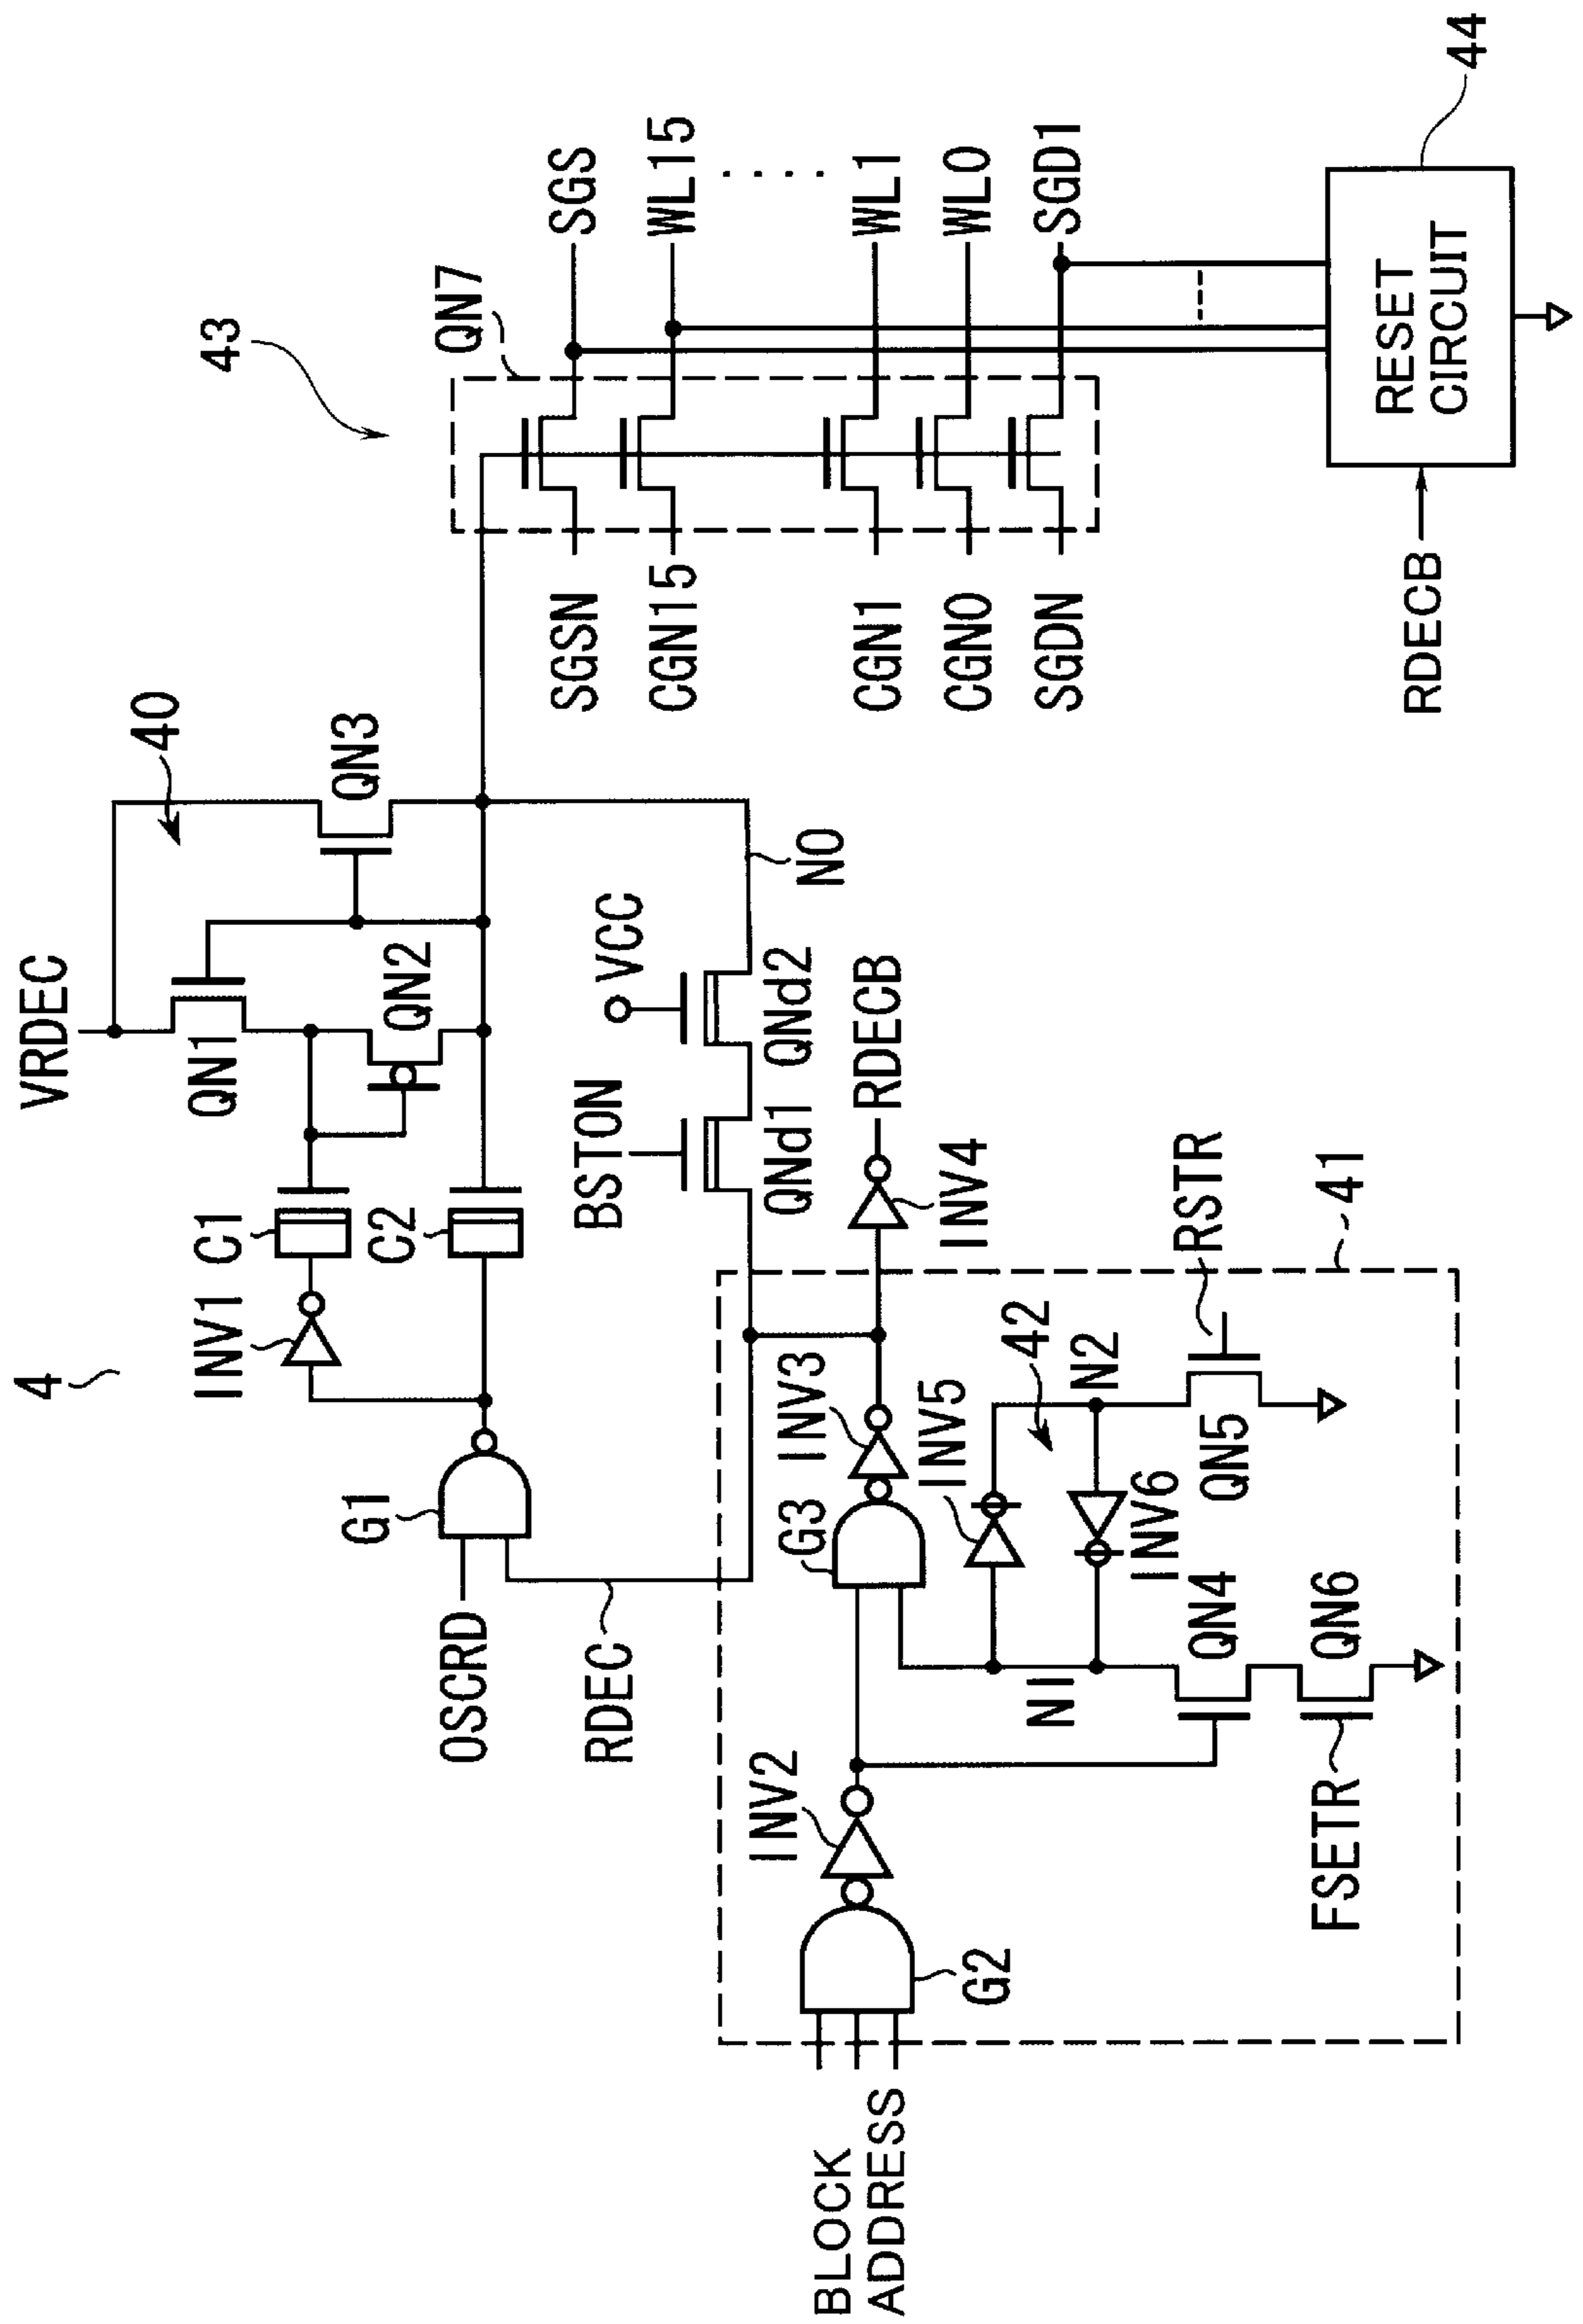 4
VRDEC
40
43
QN1
QN2
QN3
INV1
C1
C2
G1
OSCRD
RDEC
BSTON
VCC
QNd1
QNd2
N0
QN7
SGSN
SGS
CGN15
WL15
.....
CGN1
WL1
CGN0
WL0
SGDN
SGD1
RDECB
RESET
CIRCUIT
44
BLOCK
ADDRESS
G2
INV2
G3
INV3
INV4
RDECB
INV5
42
N1
N2
INV6
QN4
QN5
RSTR
QN6
FSETR
41